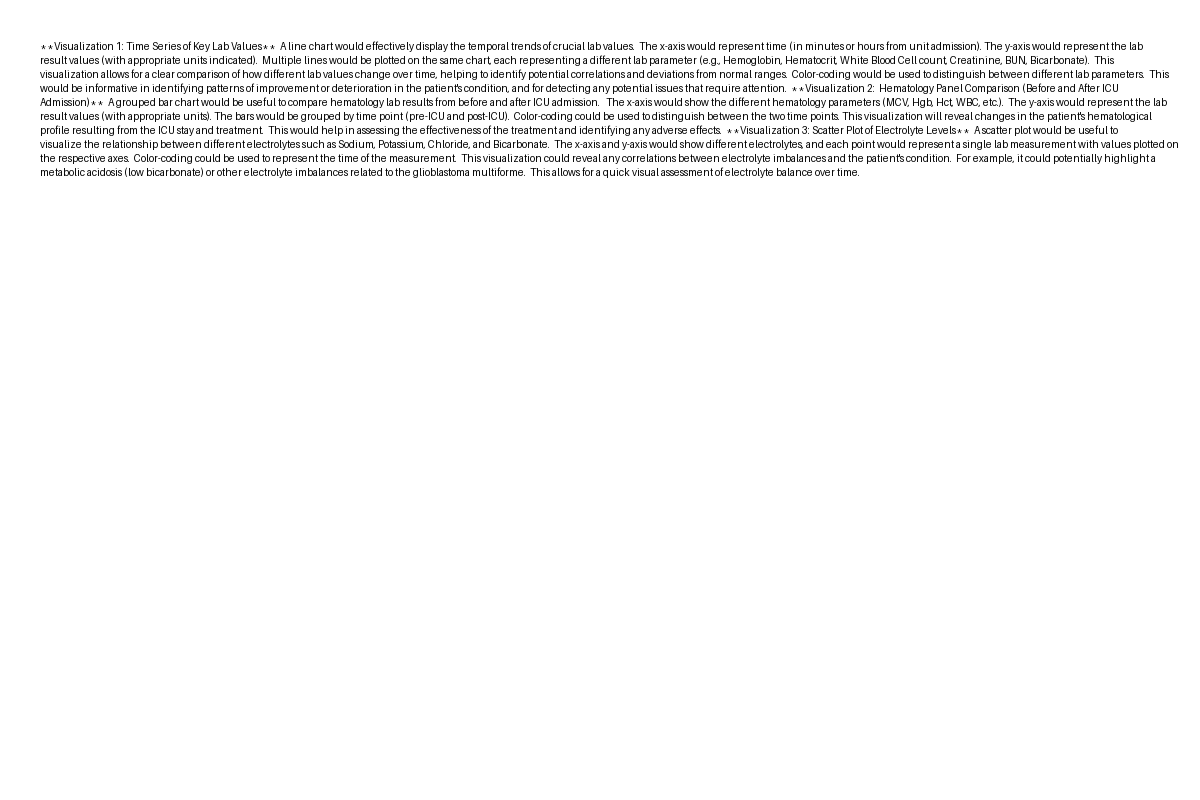 **Visualization 1: Time Series of Key Lab Values** A line chart would effectively display the temporal trends of crucial lab values. The x-axis would represent time (in minutes or hours from unit admission). The y-axis would represent the lab
result values (with appropriate units indicated). Multiple lines would be plotted on the same chart, each representing a different lab parameter (e.g., Hemoglobin, Hematocrit, White Blood Cell count, Creatinine, BUN, Bicarbonate). This
visualization allows for a clear comparison of how different lab values change over time, helping to identify potential correlations and deviations from normal ranges. Color-coding would be used to distinguish between different lab parameters. This
would be informative in identifying patterns of improvement or deterioration in the patient's condition, and for detecting any potential issues that require attention. **Visualization 2: Hematology Panel Comparison (Before and After ICU
Admission)** A grouped bar chart would be useful to compare hematology lab results from before and after ICU admission. The x-axis would show the different hematology parameters (MCV, Hgb, Hct, WBC, etc.). The y-axis would represent the lab
result values (with appropriate units). The bars would be grouped by time point (pre-ICU and post-ICU). Color-coding could be used to distinguish between the two time points. This visualization will reveal changes in the patient's hematological
profile resulting from the ICU stay and treatment. This would help in assessing the effectiveness of the treatment and identifying any adverse effects. **Visualization 3: Scatter Plot of Electrolyte Levels** A scatter plot would be useful to
visualize the relationship between different electrolytes such as Sodium, Potassium, Chloride, and Bicarbonate. The x-axis and y-axis would show different electrolytes, and each point would represent a single lab measurement with values plotted on
the respective axes. Color-coding could be used to represent the time of the measurement. This visualization could reveal any correlations between electrolyte imbalances and the patient's condition. For example, it could potentially highlight a
metabolic acidosis (low bicarbonate) or other electrolyte imbalances related to the glioblastoma multiforme. This allows for a quick visual assessment of electrolyte balance over time.